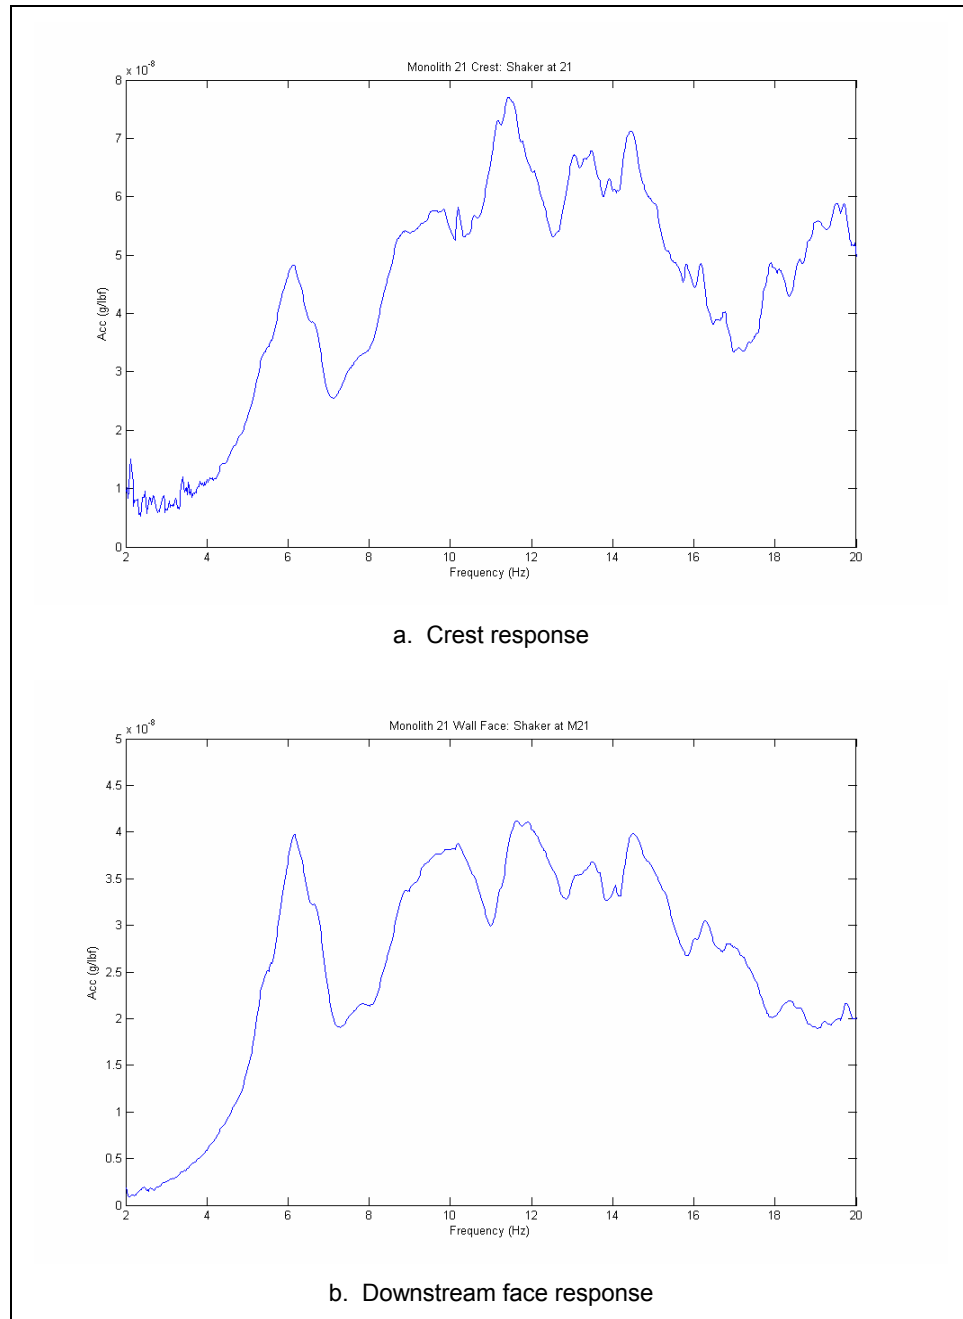 x 10^-8
Monolith 21 Crest: Shaker at 21
8
7
6
5
4
3
2
1
0
Acc (g/lbf)
2 4 6 8 10 12 14 16 18 20
Frequency (Hz)
a. Crest response
x 10^-8
Monolith 21 Wall Face: Shaker at M21
5
4.5
4
3.5
3
2.5
2
1.5
1
0.5
0
Acc (g/lbf)
2 4 6 8 10 12 14 16 18 20
Frequency (Hz)
b. Downstream face response